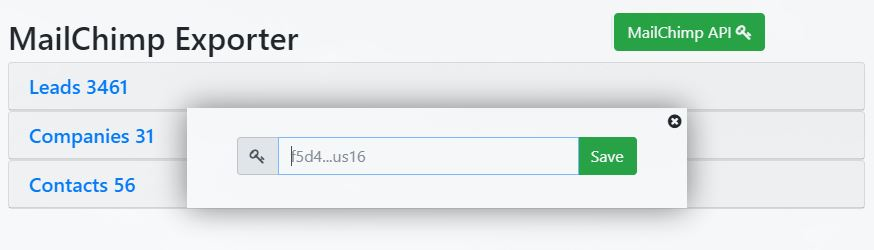 MailChimp Exporter
MailChimp API
Leads 3461
Companies 31
f5d4...us16
Save
Contacts 56